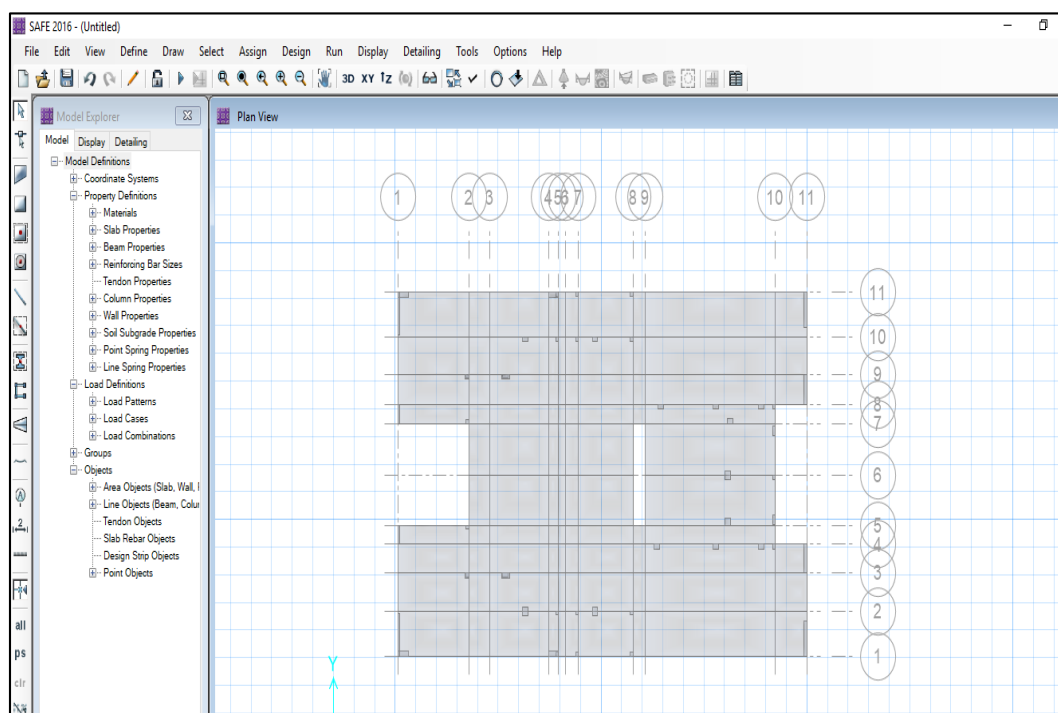 SAFE 2016 - (Untitled)
File Edit View Define Draw Select Assign Design Run Display Detailing Tools Options Help
3D XY
Model Explorer
Plan View
Model Display Detailing
Model Definitions
Coordinate Systems
Property Definitions
Materials
Slab Properties
Beam Properties
Reinforcing Bar Sizes
Tendon Properties
Column Properties
Wall Properties
Soil Subgrade Properties
Point Spring Properties
Line Spring Properties
Load Definitions
Load Patterns
Load Cases
Load Combinations
Groups
Objects
Area Objects (Slab, Wall,
Line Objects (Beam, Colu
Tendon Objects
Slab Rebar Objects
Design Strip Objects
Point Objects
all
ps
clr
1 2 3 4 5 6 7 8 9 10 11
11
10
9
8
7
6
5
4
3
2
1
Y